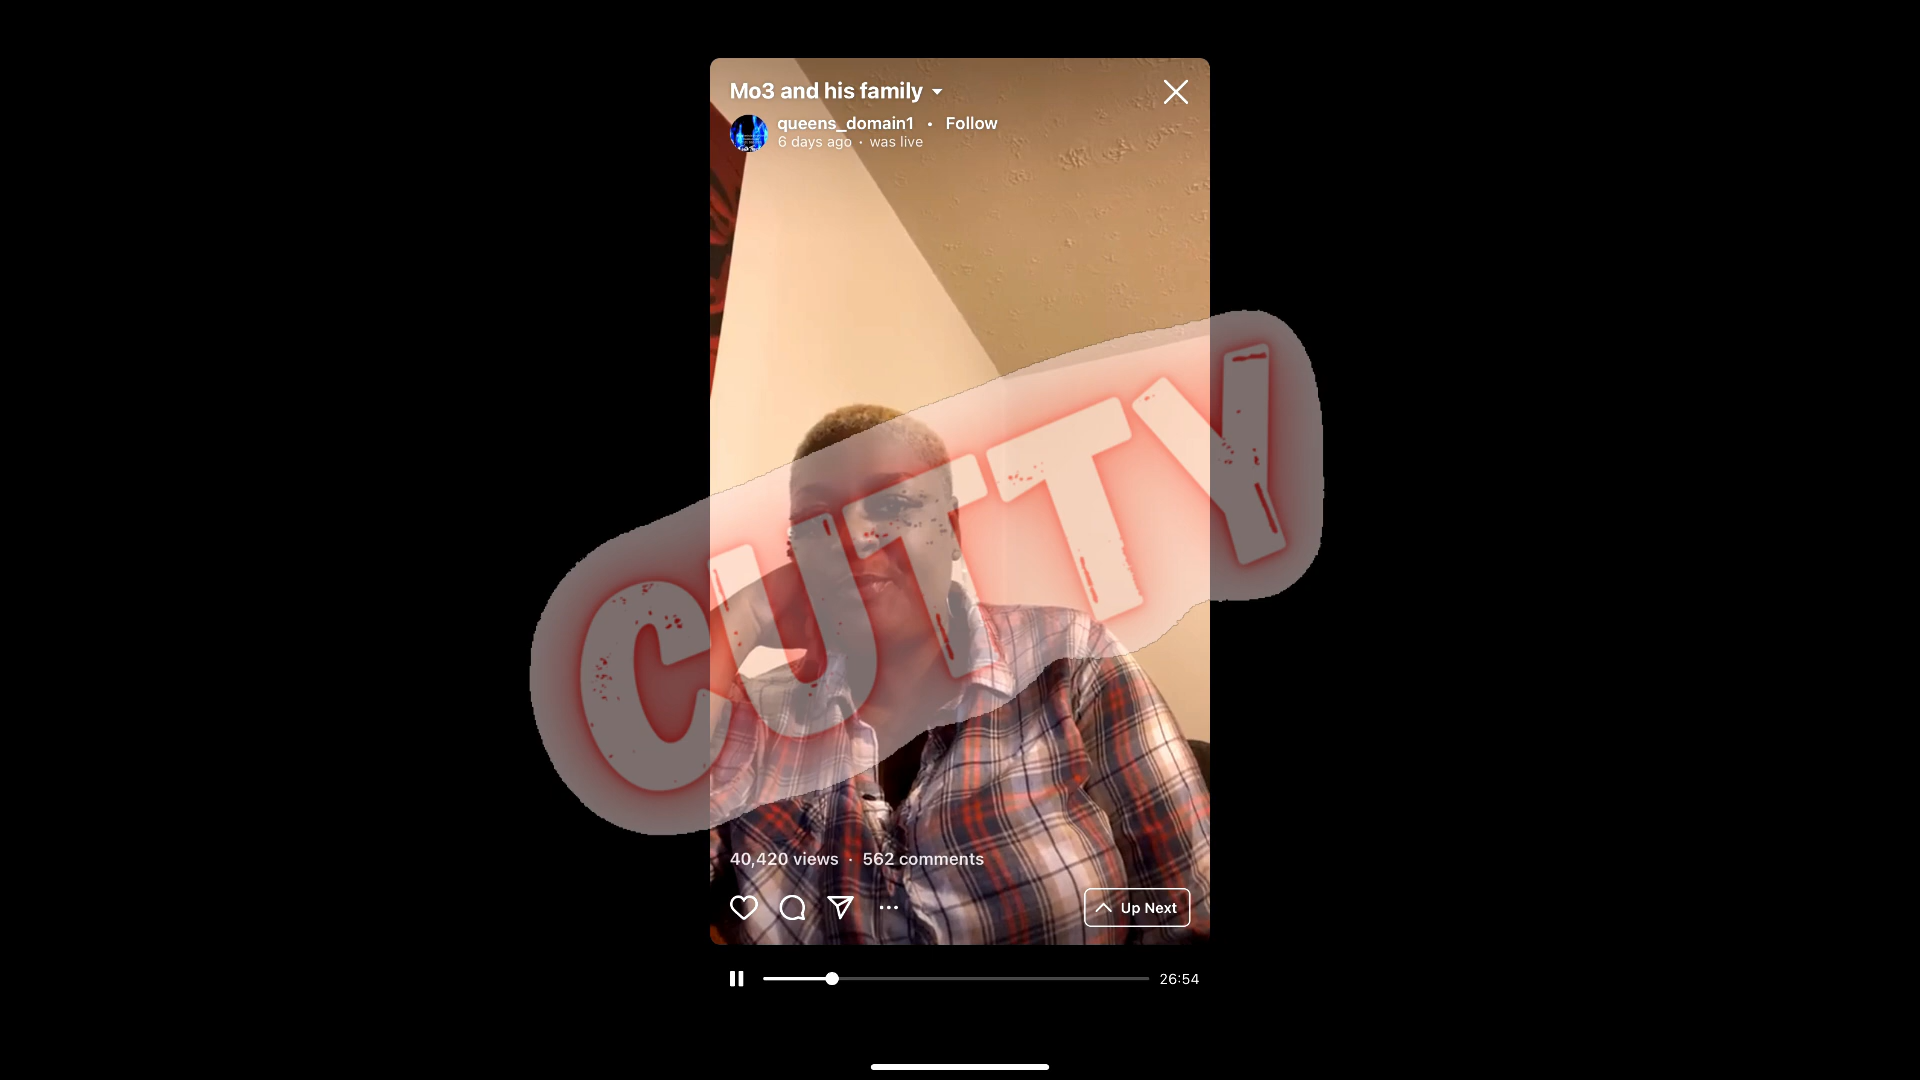 Mo3 and his family
queens_domain1 • Follow
6 days ago · was live
CUTTY
40,420 views · 562 comments
Up Next
26:54